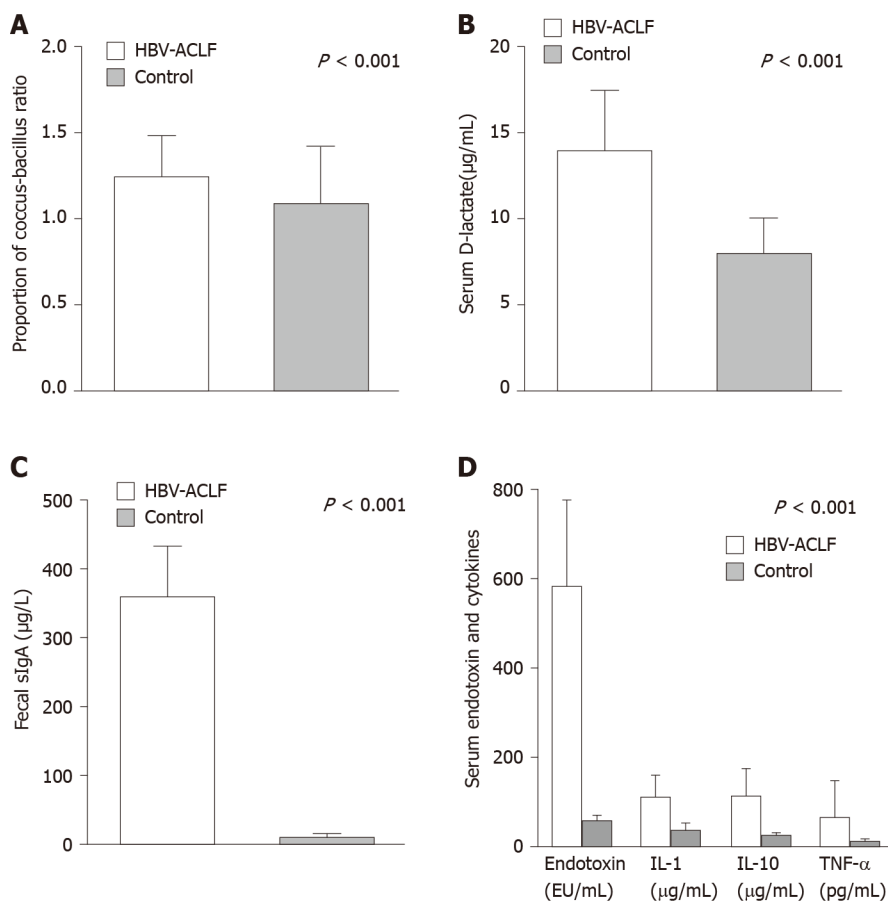 A
HBV-ACLF
Control
P < 0.001
2.0
1.5
1.0
0.5
0.0
Proportion of coccus-bacillus ratio
B
HBV-ACLF
Control
P < 0.001
20
15
10
5
0
Serum D-lactate(μg/mL)
C
HBV-ACLF
Control
P < 0.001
500
400
300
200
100
0
Fecal sIgA (μg/L)
D
P < 0.001
HBV-ACLF
Control
800
600
400
200
0
Serum endotoxin and cytokines
Endotoxin IL-1 IL-10 TNF-α
(EU/mL) (μg/mL) (μg/mL) (pg/mL)